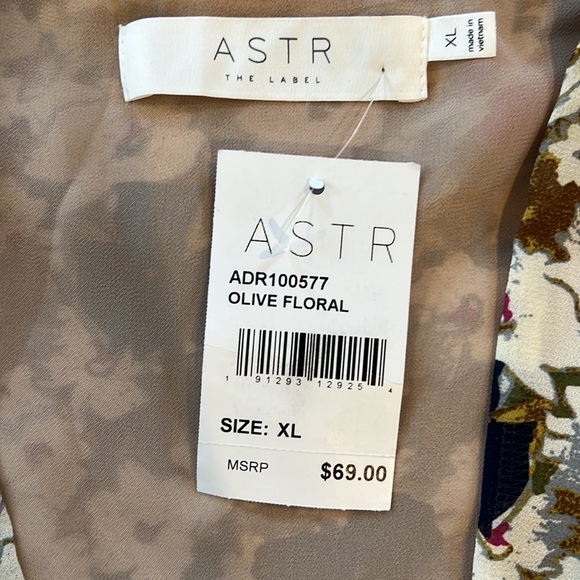 ASTR
THE LABEL
XL
made in
vietnam
ASTR
ADR100577
OLIVE FLORAL
1 91293 12925 4
SIZE: XL
MSRP $69.00